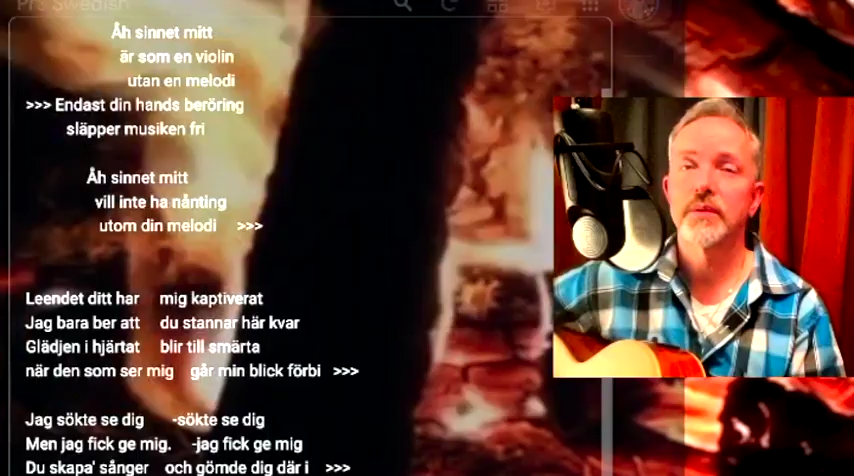 Pro Swedish
Åh sinnet mitt
är som en violin
utan en melodi
>>> Endast din hands beröring
släpper musiken fri
Åh sinnet mitt
vill inte ha nånting
utom din melodi >>>
Leendet ditt har mig kaptiverat
Jag bara ber att du stannar här kvar
Glädjen i hjärtat blir till smärta
när den som ser mig går min blick förbi >>>
Jag sökte se dig -sökte se dig
Men jag fick ge mig. -jag fick ge mig
Du skapa' sånger och gömde dig där i >>>